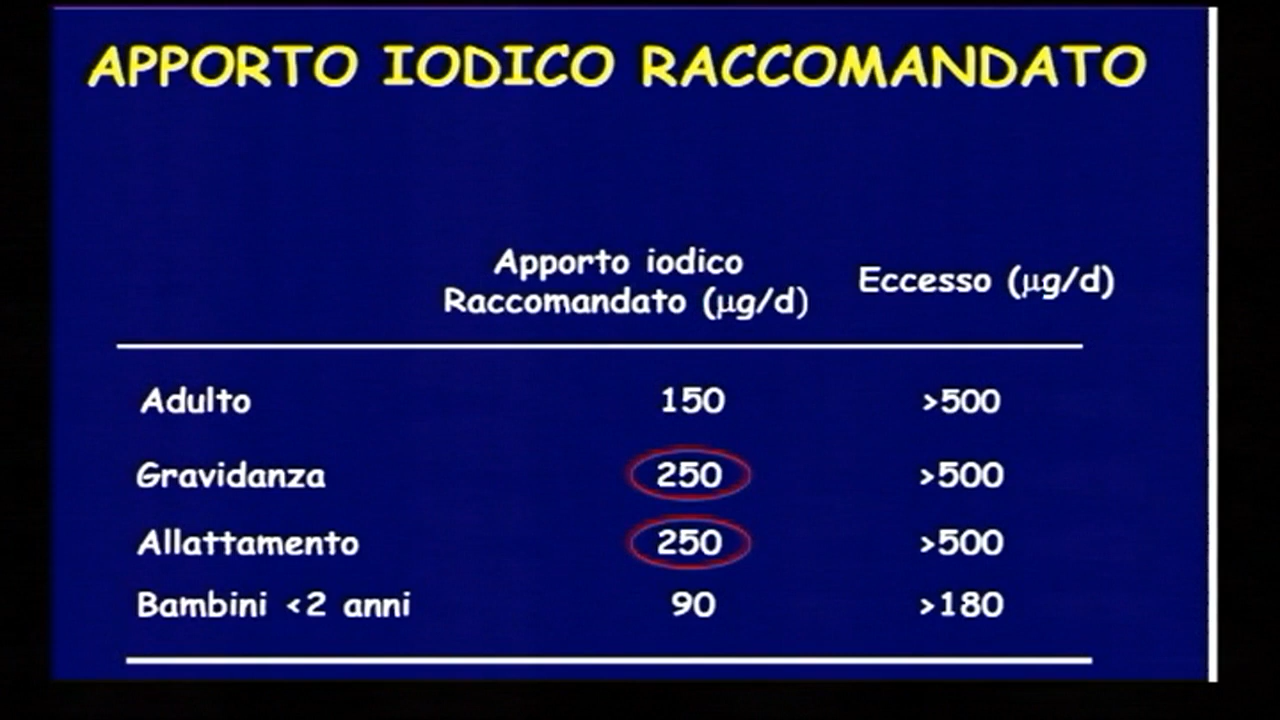 APPORTO IODICO RACCOMANDATO
Apporto iodico
Raccomandato (µg/d)
Eccesso (µg/d)
Adulto 150 >500
Gravidanza 250 >500
Allattamento 250 >500
Bambini <2 anni 90 >180